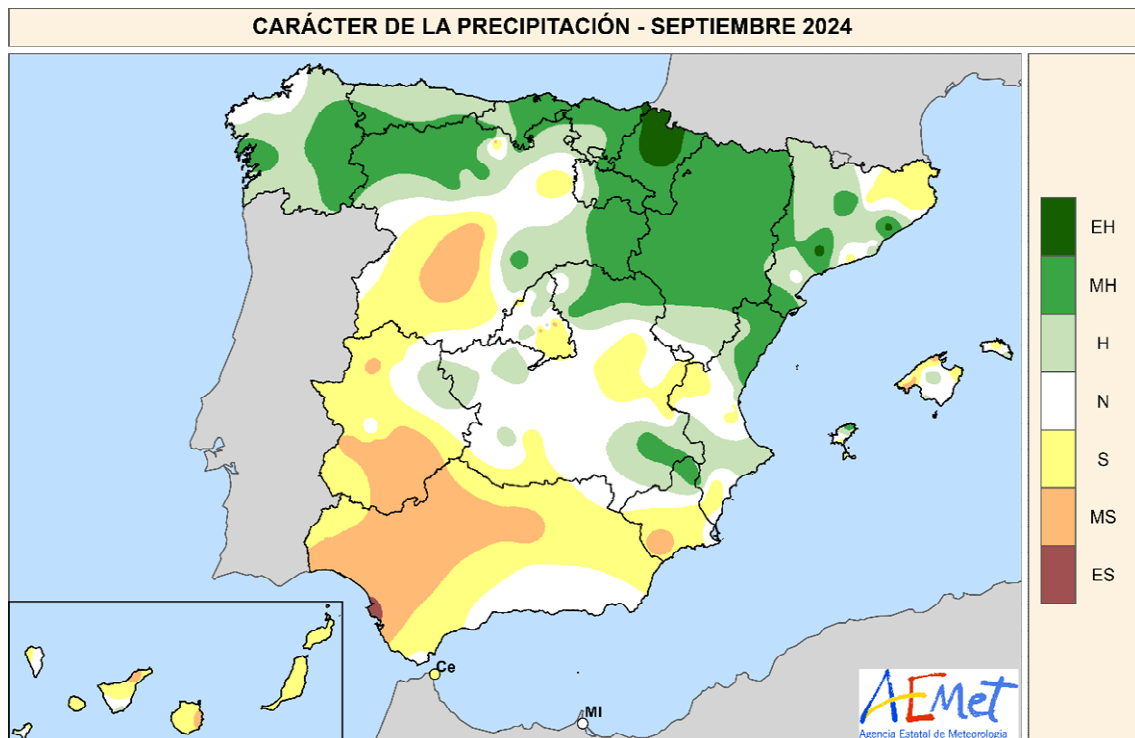 CARÁCTER DE LA PRECIPITACIÓN - SEPTIEMBRE 2024
EH
MH
H
N
S
MS
ES
Ce
Ml
AEMet
Agencia Estatal de Meteorología